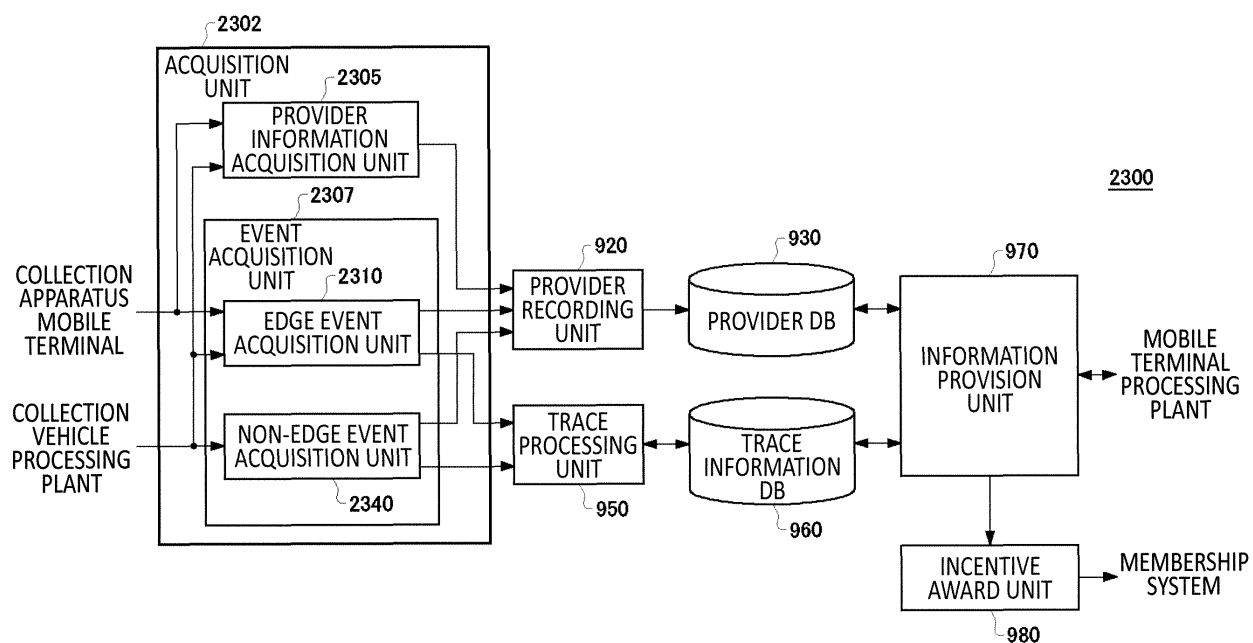 2302
ACQUISITION
UNIT
2305
PROVIDER
INFORMATION
ACQUISITION UNIT
2307
EVENT
ACQUISITION
UNIT
2310
EDGE EVENT
ACQUISITION UNIT
NON-EDGE EVENT
ACQUISITION UNIT
2340
COLLECTION
APPARATUS
MOBILE
TERMINAL
COLLECTION
VEHICLE
PROCESSING
PLANT
920
PROVIDER
RECORDING
UNIT
TRACE
PROCESSING
UNIT
950
930
PROVIDER DB
TRACE
INFORMATION
DB
960
2300
970
INFORMATION
PROVISION
UNIT
MOBILE
TERMINAL
PROCESSING
PLANT
INCENTIVE
AWARD UNIT
980
MEMBERSHIP
SYSTEM